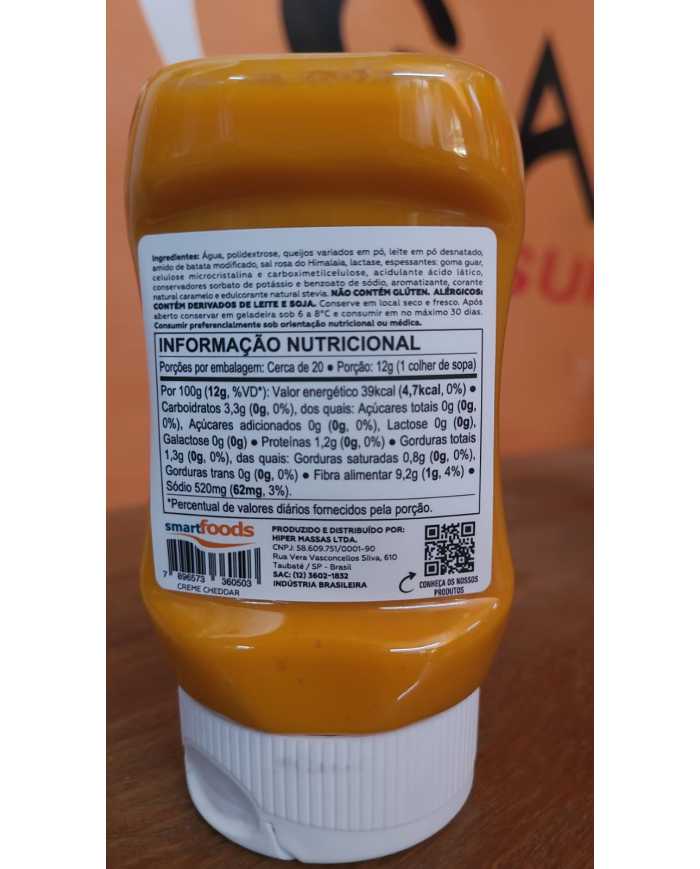 GA
SU
Ingredientes: Água, polidextrose, queijos variados em pó, leite em pó desnatado,
amido de batata modificado, sal rosa do Himalaia, lactase, espessantes: goma guar,
celulose microcristalina e carboximetilcelulose, acidulante ácido lático,
conservadores sorbato de potássio e benzoato de sódio, aromatizante, corante
natural caramelo e edulcorante natural stevia. NÃO CONTÉM GLÚTEN. ALÉRGICOS:
CONTÉM DERIVADOS DE LEITE E SOJA. Conserve em local seco e fresco. Após
aberto conservar em geladeira sob 6 a 8°C e consumir em no máximo 30 dias.
Consumir preferencialmente sob orientação nutricional ou médica.
INFORMAÇÃO NUTRICIONAL
Porções por embalagem: Cerca de 20 ● Porção: 12g (1 colher de sopa)
Por 100g (12g, %VD*): Valor energético 39kcal (4,7kcal, 0%) ●
Carboidratos 3,3g (0g, 0%), dos quais: Açúcares totais 0g (0g,
0%), Açúcares adicionados 0g (0g, 0%), Lactose 0g (0g),
Galactose 0g (0g) ● Proteínas 1,2g (0g, 0%) ● Gorduras totais
1,3g (0g, 0%), das quais: Gorduras saturadas 0,8g (0g, 0%),
Gorduras trans 0g (0g, 0%) ● Fibra alimentar 9,2g (1g, 4%) ●
Sódio 520mg (62mg, 3%).
*Percentual de valores diários fornecidos pela porção.
smartfoods
7 896573 360503
CREME CHEDDAR
PRODUZIDO E DISTRIBUÍDO POR:
HIPER MASSAS LTDA.
CNPJ: 58.609.751/0001-90
Rua Vera Vasconcellos Silva, 610
Taubaté / SP - Brasil
SAC: (12) 3602-1832
INDÚSTRIA BRASILEIRA
CONHEÇA OS NOSSOS
PRODUTOS